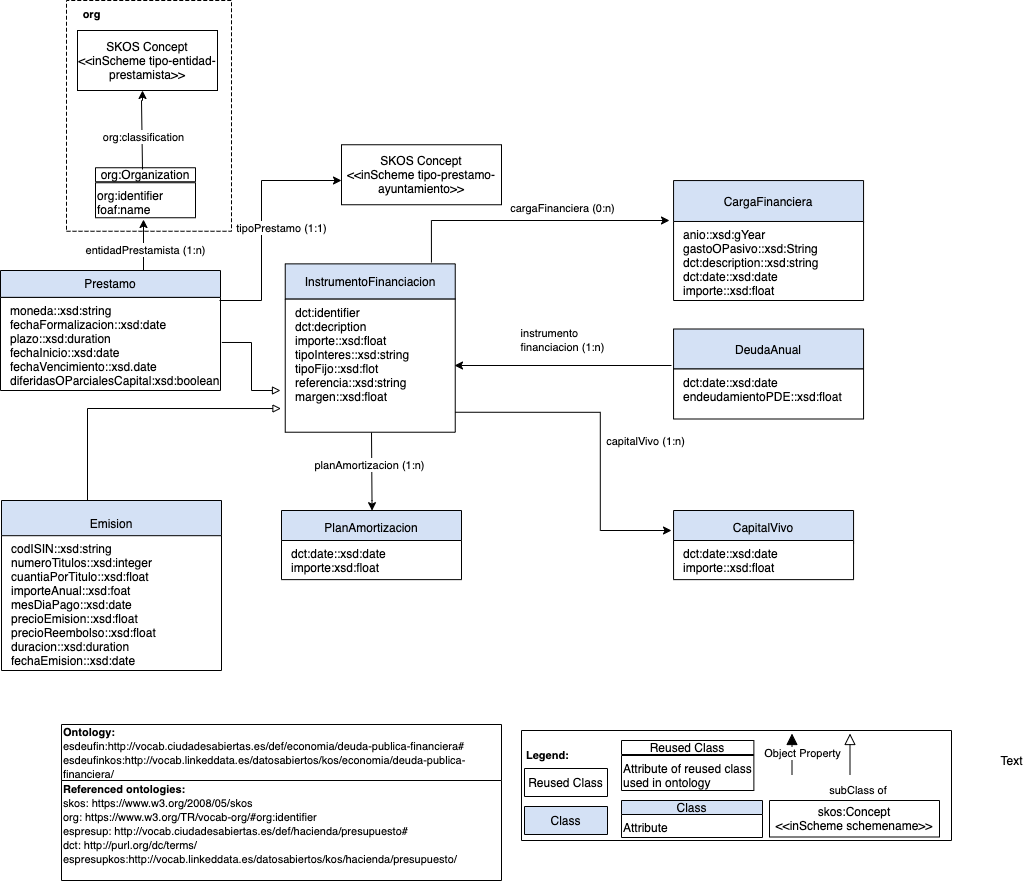 org
SKOS Concept
<<inScheme tipo-entidad-
prestamista>>
org:classification
org:Organization
org:identifier
foaf:name
entidadPrestamista (1:n)
SKOS Concept
<<inScheme tipo-prestamo-
ayuntamiento>>
tipoPrestamo (1:1)
cargaFinanciera (0:n)
CargaFinanciera
anio::xsd:gYear
gastoOPasivo::xsd:String
dct:description::xsd:string
dct:date::xsd:date
importe::xsd:float
Prestamo
moneda::xsd:string
fechaFormalizacion::xsd:date
plazo::xsd:duration
fechaInicio::xsd:date
fechaVencimiento::xsd.date
diferidasOParcialesCapital:xsd:boolean
InstrumentoFinanciacion
dct:identifier
dct:decription
importe::xsd:float
tipoInteres::xsd:string
tipoFijo::xsd:flot
referencia::xsd:string
margen::xsd:float
instrumento
financiacion (1:n)
DeudaAnual
dct:date::xsd:date
endeudamientoPDE::xsd:float
capitalVivo (1:n)
planAmortizacion (1:n)
Emision
codISIN::xsd:string
numeroTitulos::xsd:integer
cuantiaPorTitulo::xsd:float
importeAnual::xsd:foat
mesDiaPago::xsd:date
precioEmision::xsd:float
precioReembolso::xsd:float
duracion::xsd:duration
fechaEmision::xsd:date
PlanAmortizacion
dct:date::xsd:date
importe:xsd:float
CapitalVivo
dct:date::xsd:date
importe::xsd:float
Ontology:
esdeufin:http://vocab.ciudadesabiertas.es/def/economia/deuda-publica-financiera#
esdeufinkos:http://vocab.linkeddata.es/datosabiertos/kos/economia/deuda-publica-
financiera/
Referenced ontologies:
skos: https://www.w3.org/2008/05/skos
org: https://www.w3.org/TR/vocab-org/#org:identifier
espresup: http://vocab.ciudadesabiertas.es/def/hacienda/presupuesto#
dct: http://purl.org/dc/terms/
espresupkos:http://vocab.linkeddata.es/datosabiertos/kos/hacienda/presupuesto/
Legend:
Reused Class
Class
Reused Class
Attribute of reused class
used in ontology
Class
Attribute
Object Property
subClass of
skos:Concept
<<inScheme schemename>>
Text